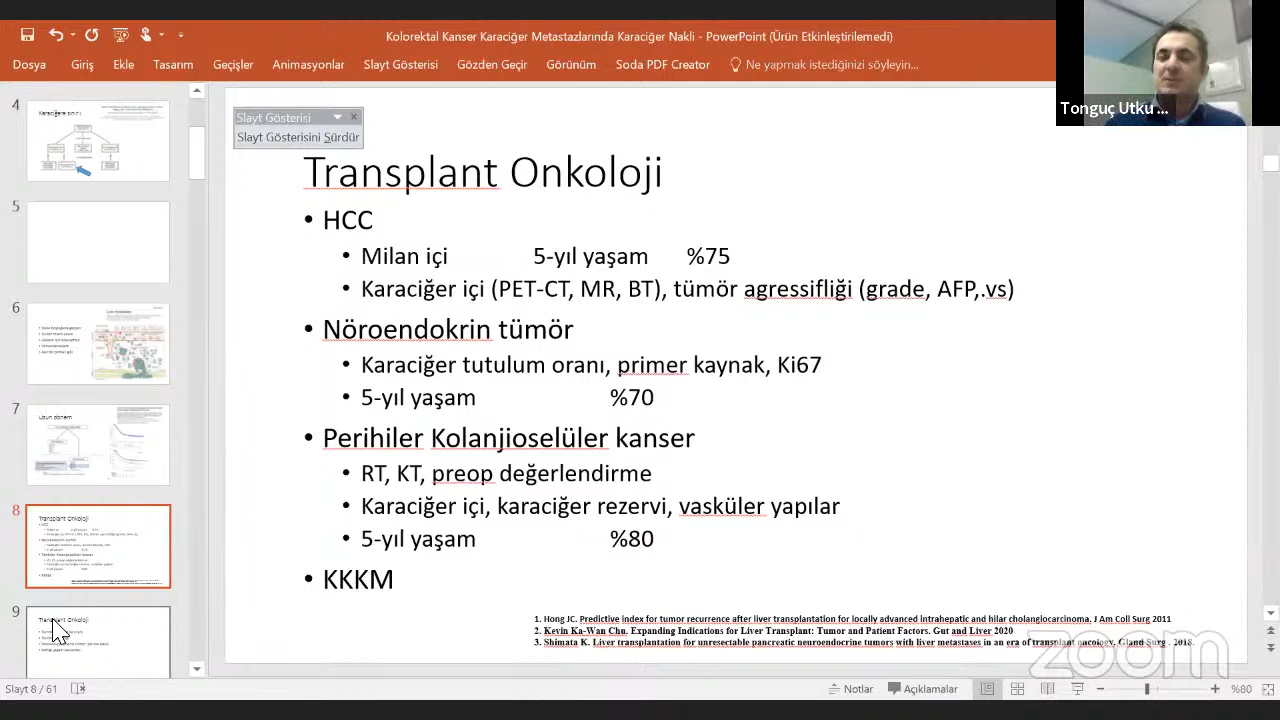 Kolorektal Kanser Karaciğer Metastazlarında Karaciğer Nakli - PowerPoint (Ürün Etkinleştirilemedi)
Dosya Giriş Ekle Tasarım Geçişler Animasyonlar Slayt Gösterisi Gözden Geçir Görünüm Soda PDF Creator Ne yapmak istediğinizi söyleyin...
Tonguç Utku ...
4
Karaciğere sınırlı
5
6
7
Uzun dönem
8
Transplant Onkoloji
9
Transplant Onkoloji
Slayt Gösterisi
Slayt Gösterisini Sürdür
Transplant Onkoloji
• HCC
• Milan içi 5-yıl yaşam %75
• Karaciğer içi (PET-CT, MR, BT), tümör agressifliği (grade, AFP,.vs)
• Nöroendokrin tümör
• Karaciğer tutulum oranı, primer kaynak, Ki67
• 5-yıl yaşam %70
• Perihiler Kolanjioselüler kanser
• RT, KT, preop değerlendirme
• Karaciğer içi, karaciğer rezervi, vasküler yapılar
• 5-yıl yaşam %80
• KKKM
1. Hong JC. Predictive index for tumor recurrence after liver transplantation for locally advanced intrahepatic and hilar cholangiocarcinoma. J Am Coll Surg 2011
2. Kevin Ka-Wan Chu. Expanding Indications for Liver Transplant: Tumor and Patient Factors. Gut and Liver 2020
3. Shimata K. Liver transplantation for unresectable pancreatic neuroendocrine tumors with liver metastases in an era of transplant oncology. Gland Surg . 2018.
zoom
Slayt 8 / 61 Notlar Açıklamalar %80